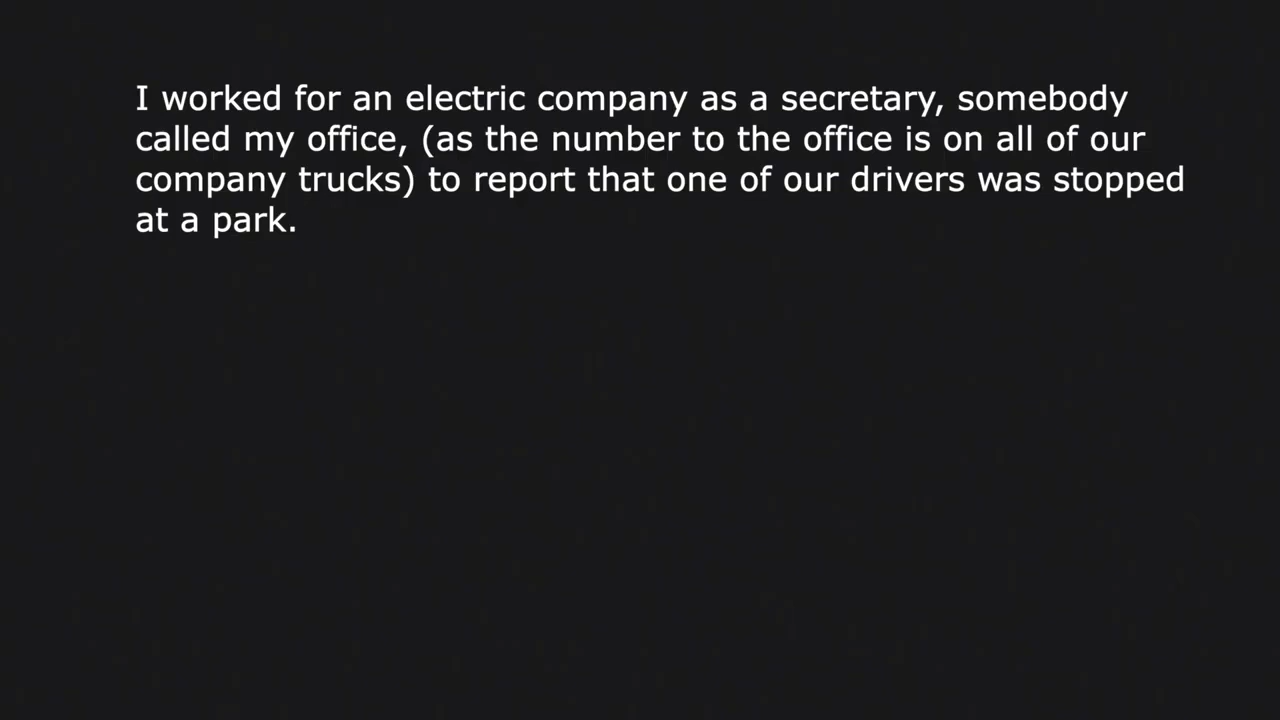 I worked for an electric company as a secretary, somebody
called my office, (as the number to the office is on all of our
company trucks) to report that one of our drivers was stopped
at a park.